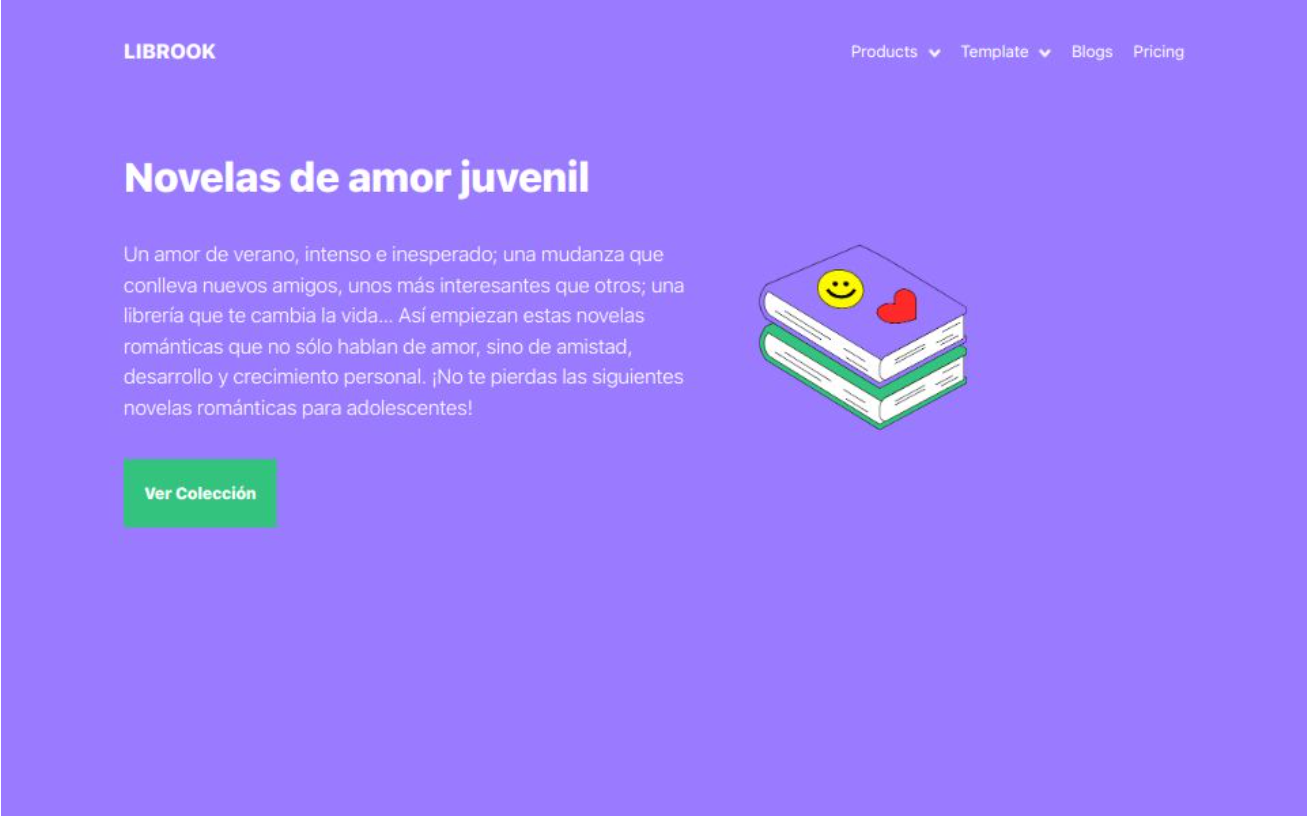 LIBROOK
Products Template Blogs Pricing
Novelas de amor juvenil
Un amor de verano, intenso e inesperado; una mudanza que
conlleva nuevos amigos, unos más interesantes que otros; una
librería que te cambia la vida... Así empiezan estas novelas
románticas que no sólo hablan de amor, sino de amistad,
desarrollo y crecimiento personal. ¡No te pierdas las siguientes
novelas románticas para adolescentes!
Ver Colección